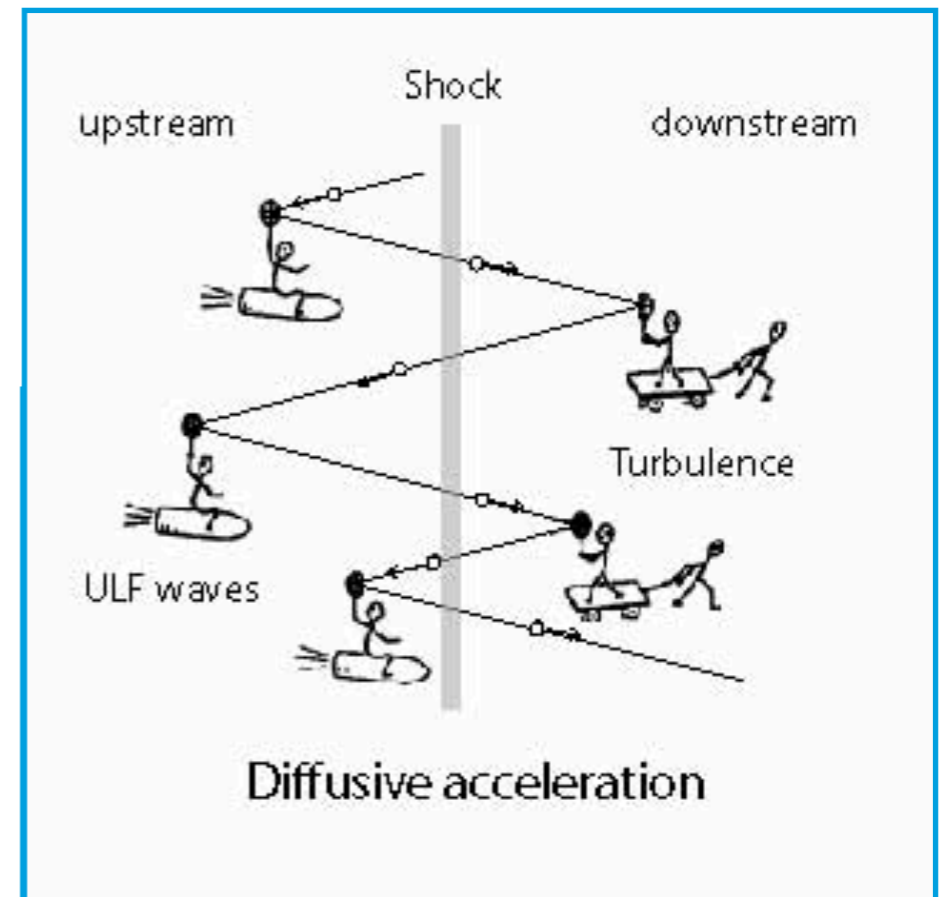 Shock
upstream
downstream
Turbulence
ULF waves
Diffusive acceleration